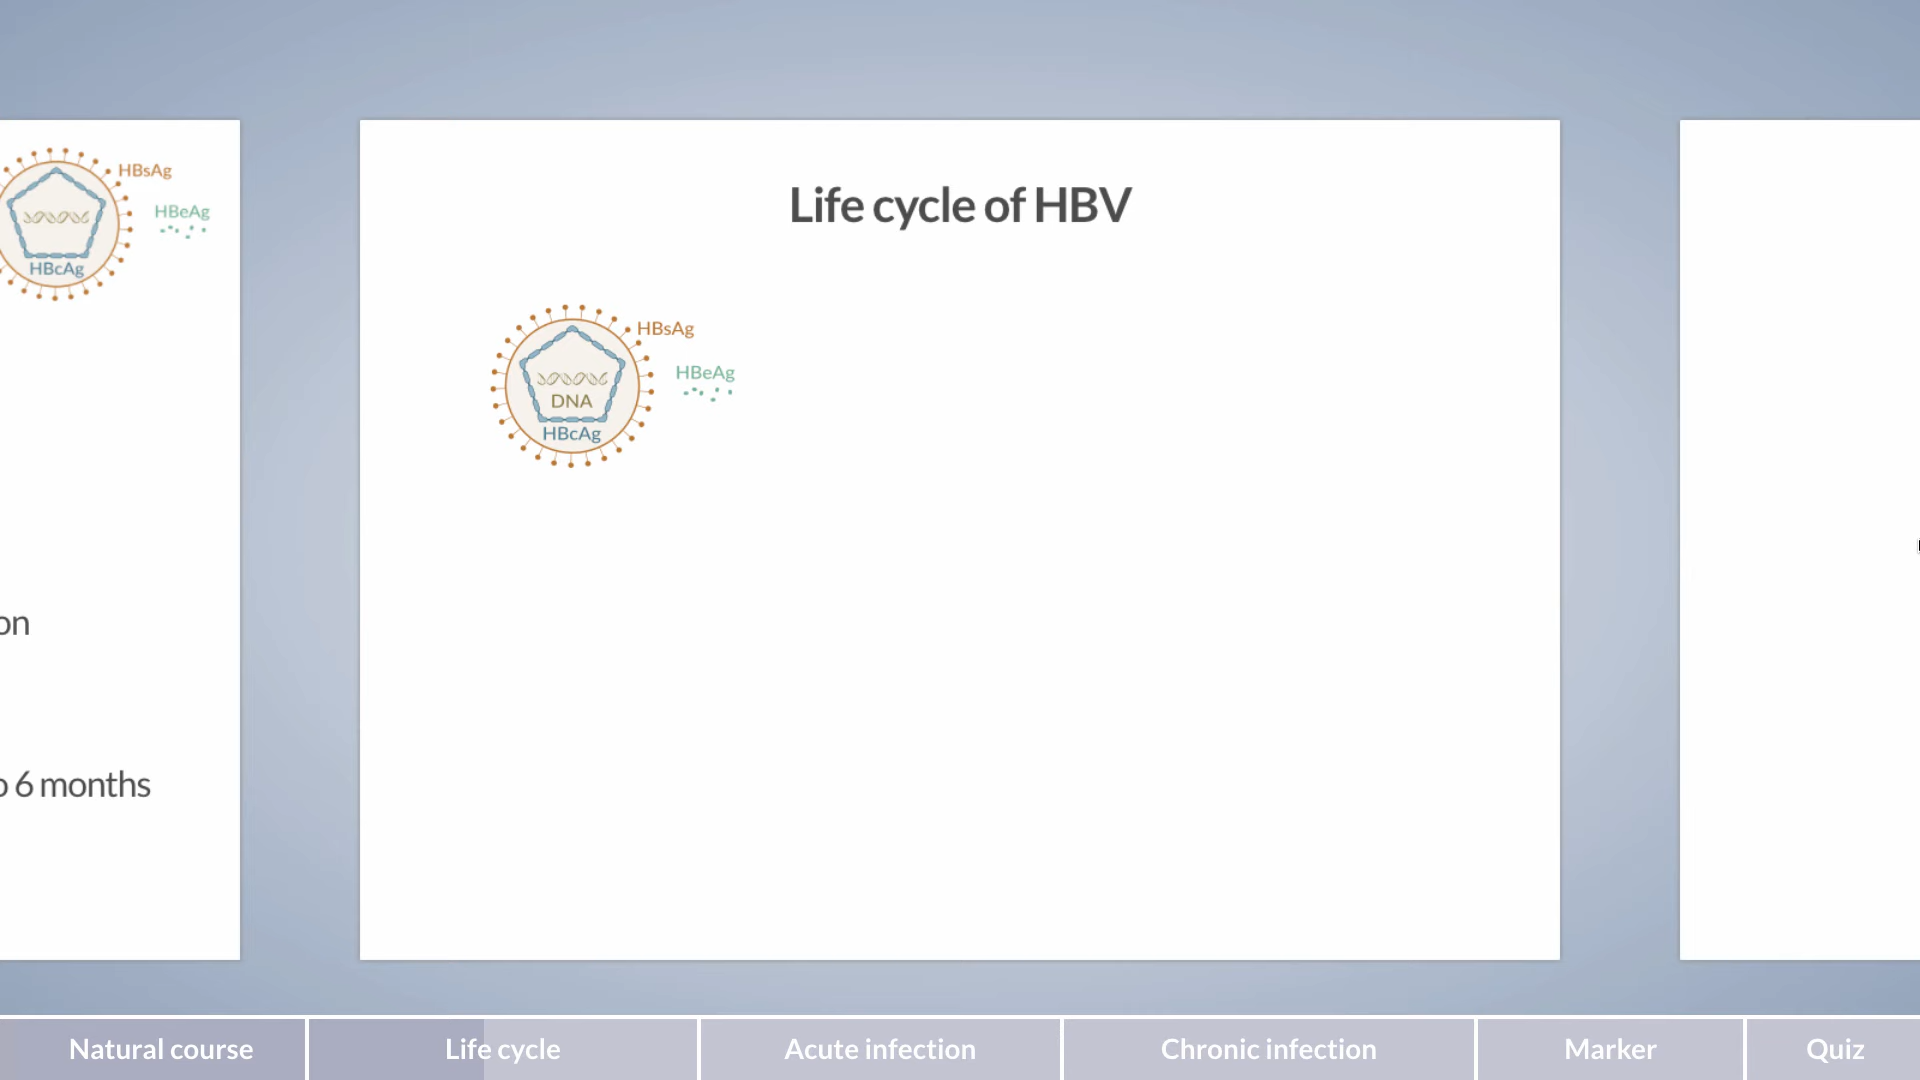 HBsAg
HBeAg
HBcAg
on
6 months
Life cycle of HBV
HBsAg
HBeAg
DNA
HBcAg
Natural course
Life cycle
Acute infection
Chronic infection
Marker
Quiz